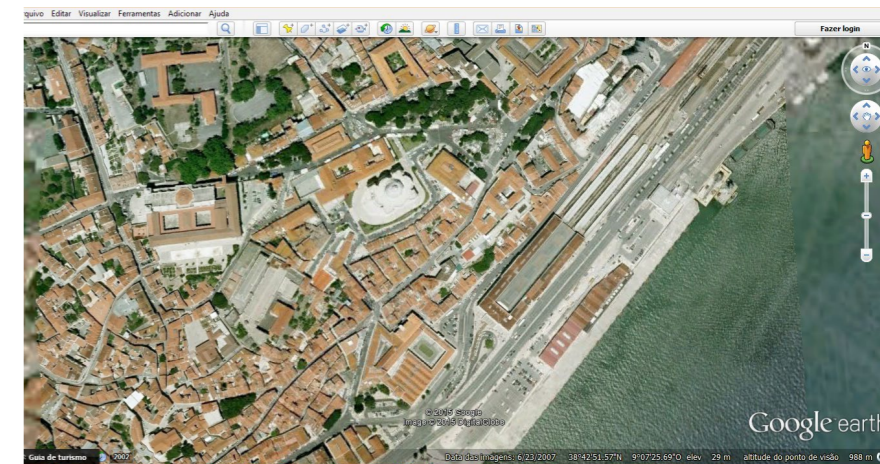 rquivo Editar Visualizar Ferramentas Adicionar Ajuda
Fazer login
N
© 2015 Google
Image © 2015 DigitalGlobe
Google earth
Guia de turismo 2002 Data das imagens: 6/23/2007 38°42'51.57"N 9°07'25.69"O elev 29 m altitude do ponto de visão 988 m